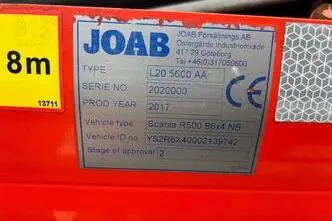 8m
13711
JOAB
JOAB Försäljnings AB
Östergärde Industriområde
417 29 Göteborg
Tel +46(0)317050600
TYPE L20 5600 AA
SERIE NO 2020000
PROD YEAR 2017
CE
Vehicle type Scania R500 B6x4 NB
Vehicle ID YS2R6X40002139742
Stage of approval 2